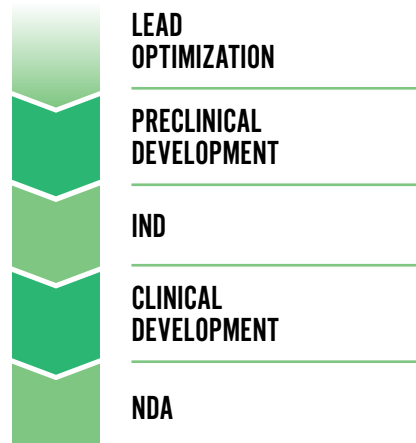 LEAD
OPTIMIZATION
PRECLINICAL
DEVELOPMENT
IND
CLINICAL
DEVELOPMENT
NDA